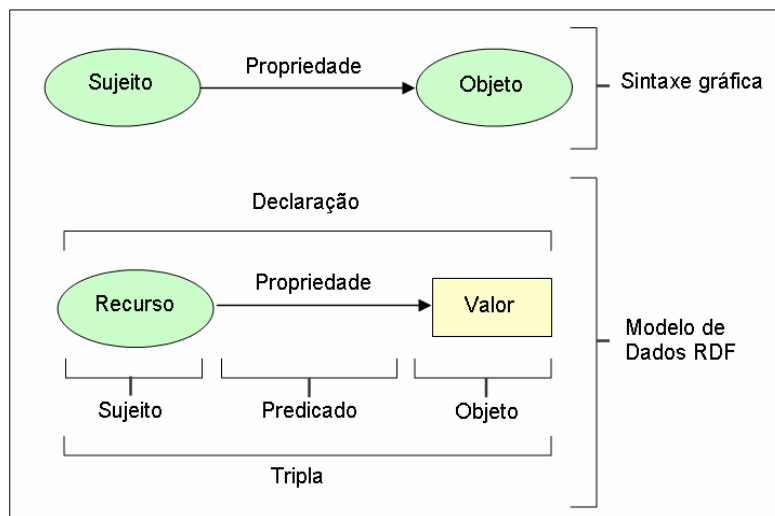 Propriedade
Sujeito
Objeto
Sintaxe gráfica
Declaração
Propriedade
Recurso
Valor
Modelo de
Dados RDF
Sujeito
Predicado
Objeto
Tripla